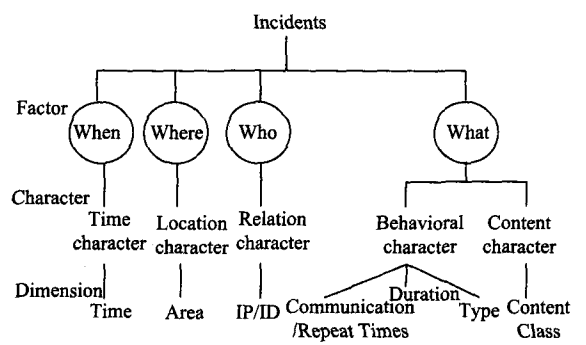 Incidents
Factor
When Where Who What
Character
Time character
Location character
Relation character
Behavioral character
Content character
Dimension
Time
Area
IP/ID
Communication /Repeat Times
Duration
Type
Content Class